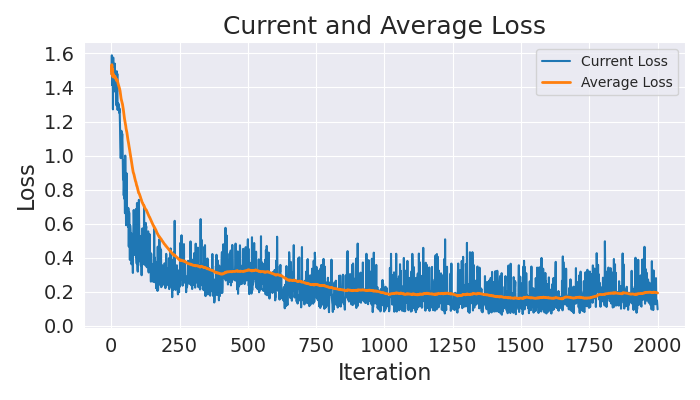 Current and Average Loss
Current Loss
Average Loss
Loss
1.6
1.4
1.2
1.0
0.8
0.6
0.4
0.2
0.0
0 250 500 750 1000 1250 1500 1750 2000
Iteration